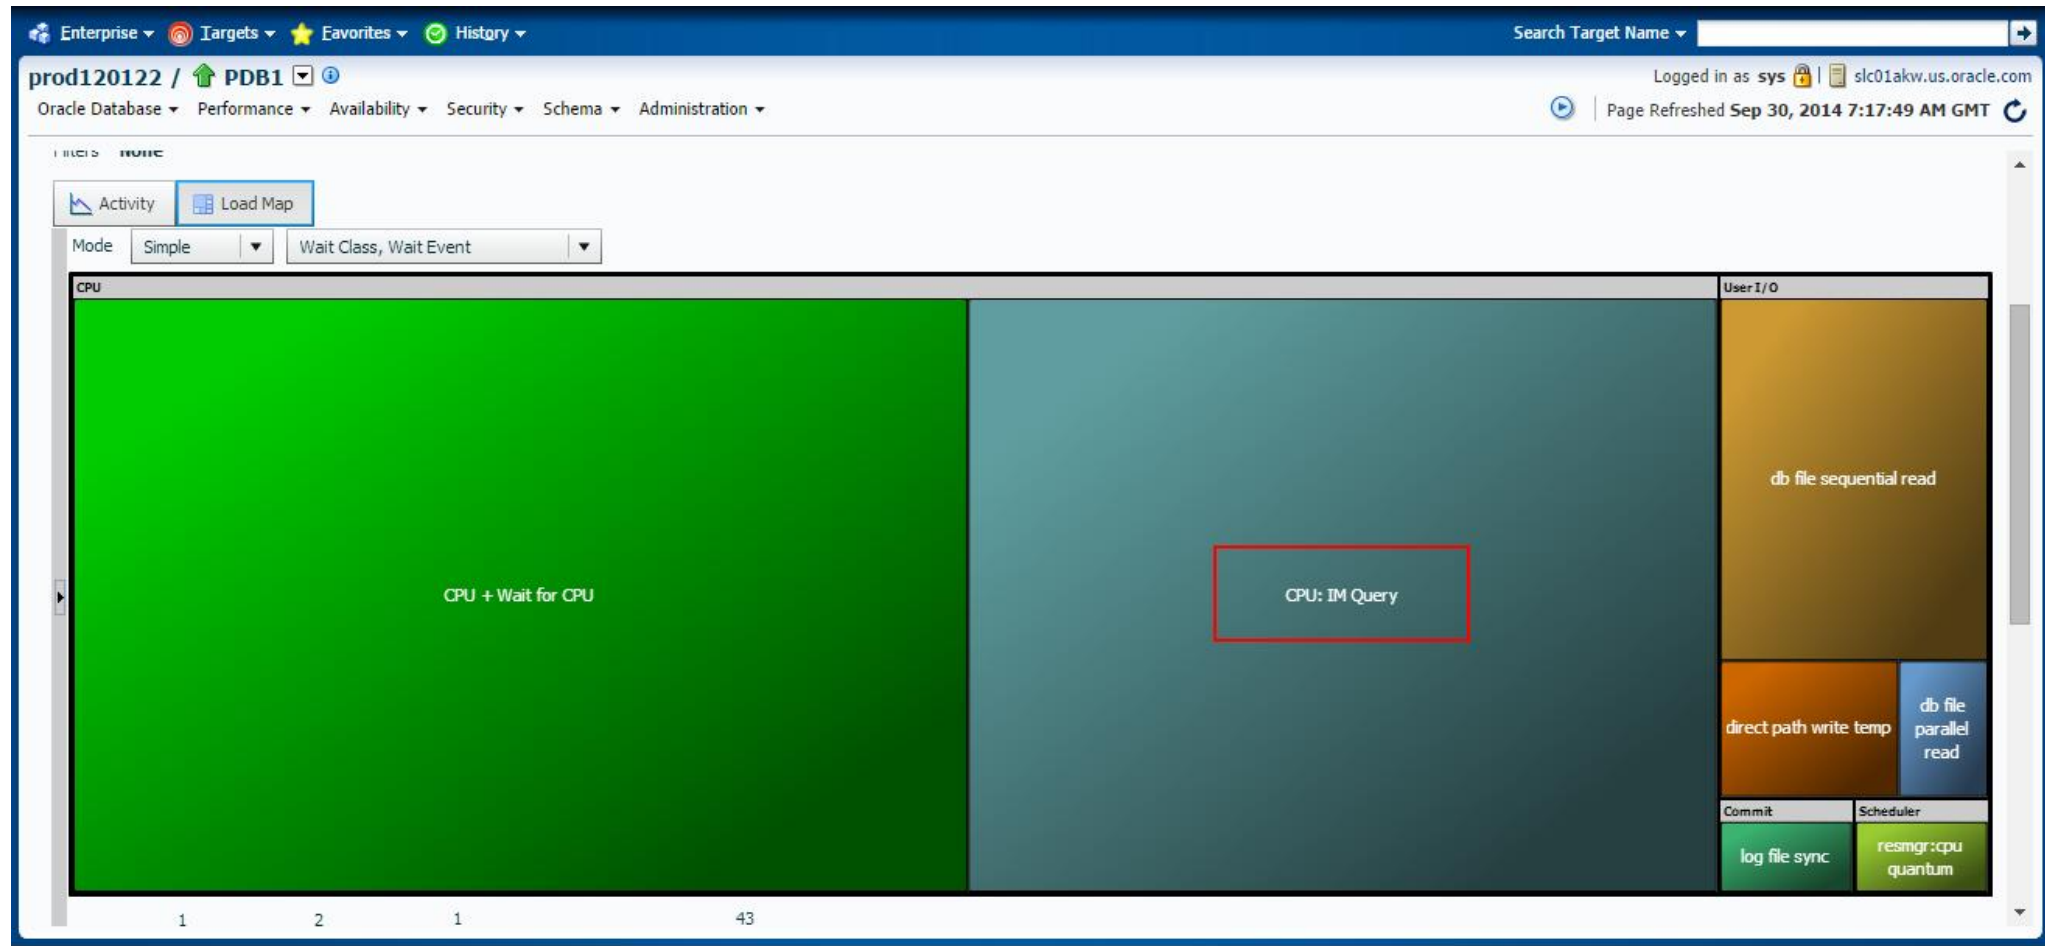 Enterprise Targets Favorites History Search Target Name
prod120122 / PDB1 Logged in as sys | slc01akw.us.oracle.com
Oracle Database Performance Availability Security Schema Administration Page Refreshed Sep 30, 2014 7:17:49 AM GMT
Filters None
Activity Load Map
Mode Simple Wait Class, Wait Event
CPU User I/O
CPU + Wait for CPU
CPU: IM Query
db file sequential read
direct path write temp
db file
parallel
read
Commit Scheduler
log file sync
resmgr:cpu
quantum
1 2 1 43